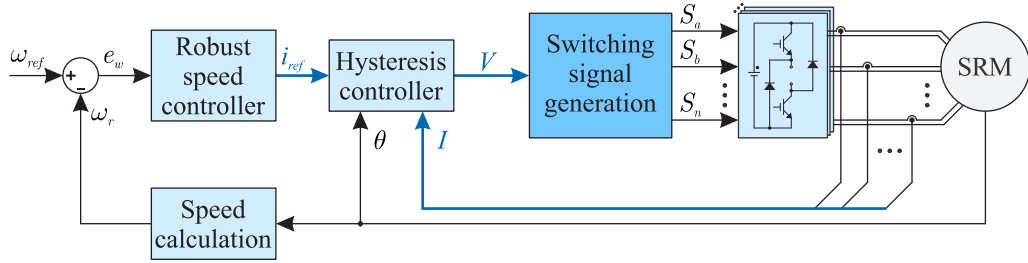 ω_ref
+
-
e_w
ω_r
Robust
speed
controller
i_ref
Hysteresis
controller
V
θ
I
Switching
signal
generation
S_a
S_b
S_n
SRM
Speed
calculation